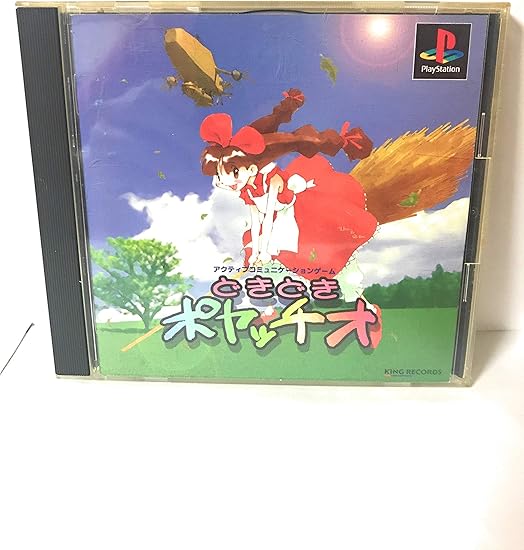 PlayStation
アクティブコミュニケーションゲーム
どきどき
ポヤッチオ
KING RECORDS